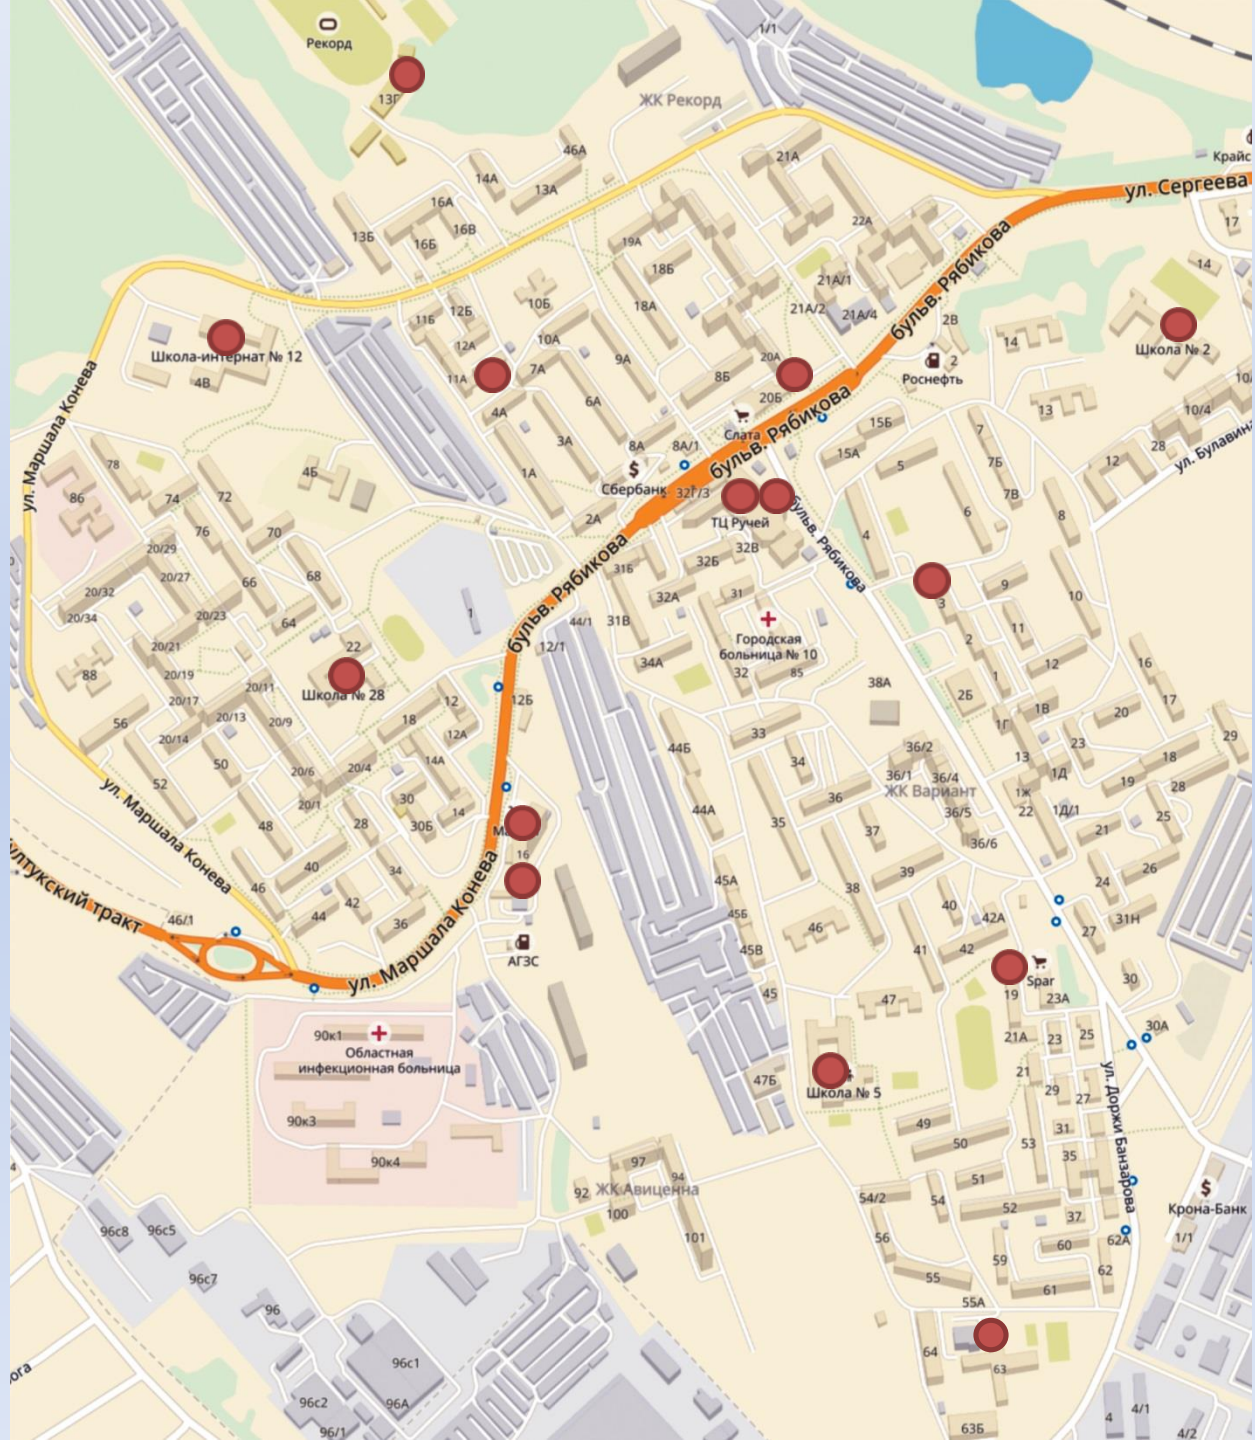 1/1
Рекорд
13Г
ЖК Рекорд
46А
21А
Крайс
14А
13А
ул. Сергеева
16А
17
13Б
16Б
16В
19А
22А
бульв. Рябикова
14
18Б
21А/1
10Б
18А
21А/2
21А/4
2В
11Б
12Б
Школа-интернат № 12
12А
10А
9А
20А
14
Школа № 2
4В
11А
7А
8Б
20Б
2
Роснефть
ул. Маршала Конева
4А
6А
Слата
бульв. Рябикова
15Б
13
10/4
3А
8А
8А/1
7
28
ул. Булавина
78
4Б
1А
Сбербанк
15А
5
7Б
12
86
74
72
32Г/3
7В
2А
ТЦ Ручей
бульв. Рябикова
6
8
76
70
4
20/29
32В
20/27
68
бульв. Рябикова
31Б
32Б
20/32
66
31
3
9
10
20/34
20/23
64
1
32А
44/1
31В
Городская
больница № 10
11
20/21
22
12/1
2
88
20/19
34А
32
85
12
16
20/17
20/11
Школа № 28
12
12Б
38А
2Б
1
17
56
20/13
20/9
18
12А
1В
20
20/14
33
1Г
29
52
50
20/6
20/4
14А
44Б
34
36/2
13
23
18
ул. Маршала Конева
20/1
30
36
36/1
36/4
ЖК Вариант
1Д
19
28
48
28
30Б
14
44А
35
36/5
1Ж
22
1Д/1
25
37
21
40
16
36/6
ултукский тракт
46
34
45А
38
39
26
42
24
44
36
ул. Маршала Конева
45Б
40
42А
31Н
46/1
46
27
АГЗС
45В
41
42
Spar
30
45
47
19
23А
90к1
Областная
инфекционная больница
21А
23
25
30А
47Б
21
Школа № 5
29
27
ул. Доржи Банзарова
90к3
49
31
50
53
90к4
97
35
94
51
92
ЖК Авиценна
54/2
54
52
Крона-Банк
100
37
96с8
96с5
101
56
60
62А
1/1
59
96с7
55
61
62
96
55А
96с1
64
63
96с2
96А
4
4/1
96/1
63Б
4/2